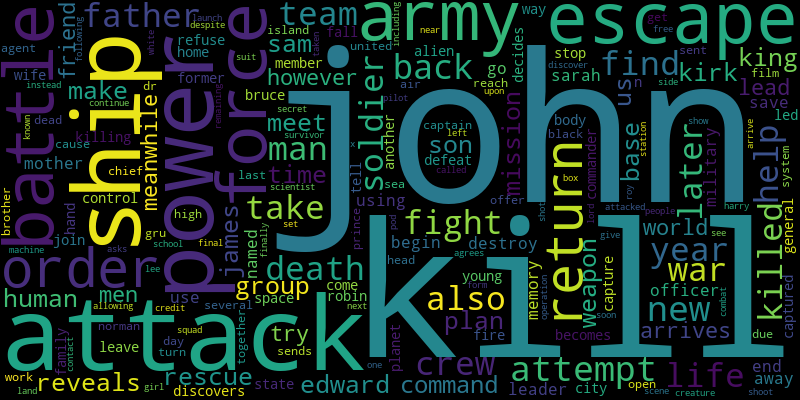 john
kill
attack
escape
army
ship
power
force
battle
order
return
fight
crew
war
new
also
life
attempt
death
man
take
back
find
help
killed
later
year
father
team
sam
however
make
meet
time
soldier
son
mission
us
base
king
kirk
lead
save
sarah
friend
wife
mother
meanwhile
chief
killing
control
high
james
human
men
group
reveals
rescue
discovers
edward
command
plan
try
named
space
robin
come
arrives
officer
world
weapon
capture
memory
destroy
begin
using
another
captain
defeat
body
black
commander
military
system
general
captured
away
end
city
leader
becomes
fire
young
head
prince
planet
state
sends
several
together
leave
day
turn
norman
credit
squad
family
contact
join
hand
gru
school
final
use
last
scientist
set
finally
tell
sea
air
united
alien
island
member
bruce
secret
survivor
refuse
home
former
agent
instead
known
dead
cause
dr
white
continue
despite
launch
following
suit
fall
taken
including
near
way
go
stop
reach
decides
upon
pilot
sent
get
free
film
discover
side
led
n
box
left
called
station
roy
lord
shot
attacked
people
harry
show
arrive
offer
agrees
form
pod
x
next
one
operation
soon
give
see
combat
due
open
scene
creature
shoot
work
land
girl
allowing
machine
lee
asks
brother
remaining